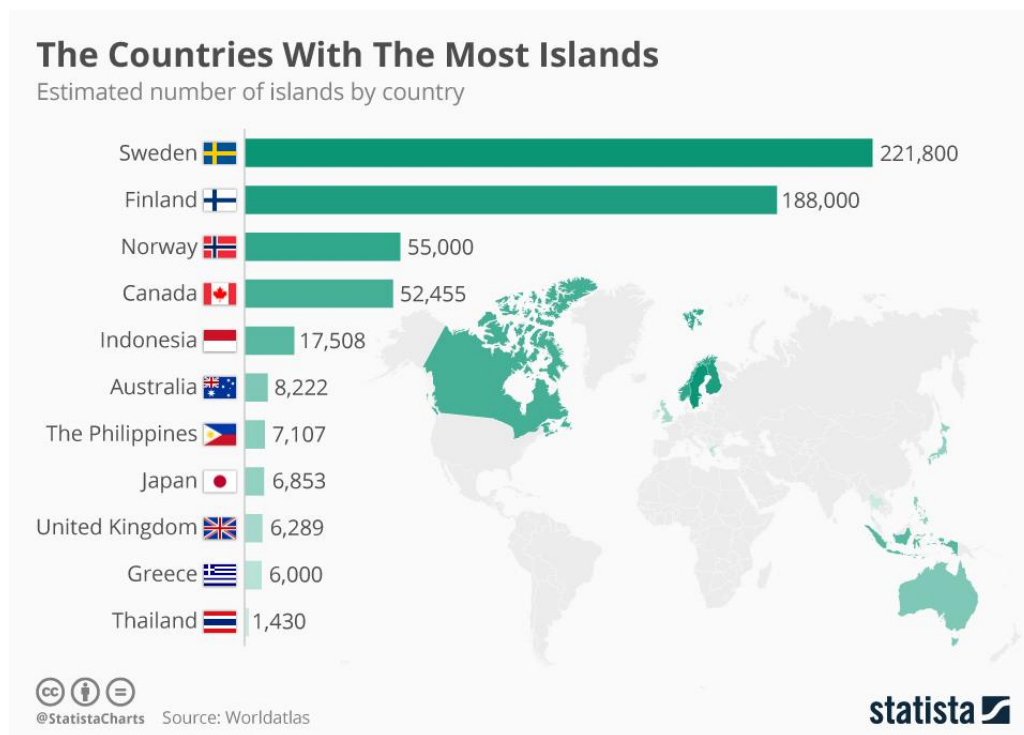 The Countries With The Most Islands
Estimated number of islands by country
Sweden 221,800
Finland 188,000
Norway 55,000
Canada 52,455
Indonesia 17,508
Australia 8,222
The Philippines 7,107
Japan 6,853
United Kingdom 6,289
Greece 6,000
Thailand 1,430
cc
@StatistaCharts Source: Worldatlas
statista